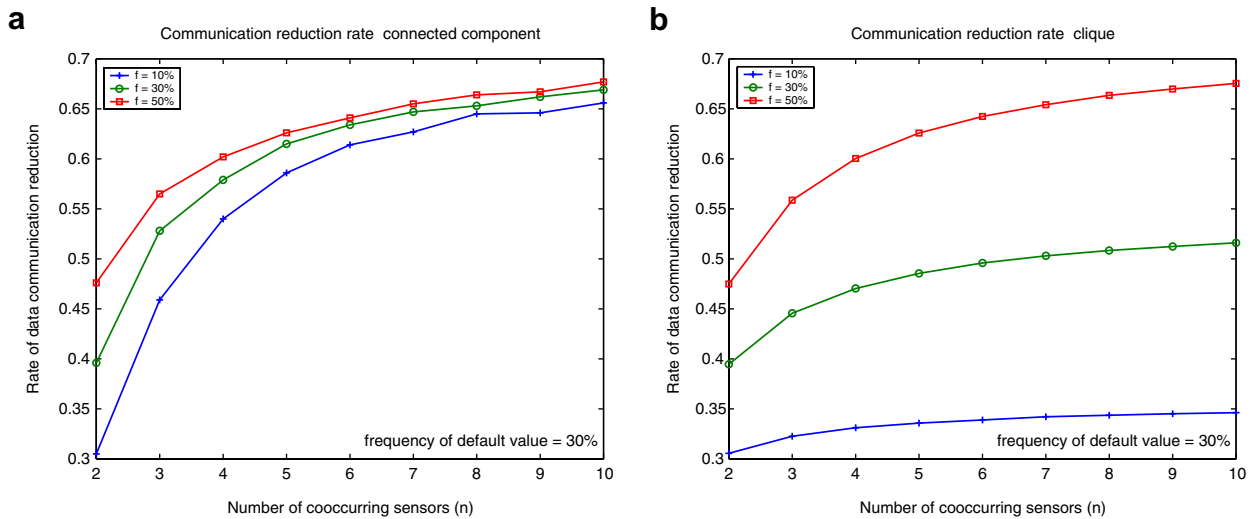 a
Communication reduction rate connected component
f = 10%
f = 30%
f = 50%
0.7
0.65
0.6
0.55
0.5
0.45
0.4
0.35
0.3
Rate of data communication reduction
frequency of default value = 30%
2 3 4 5 6 7 8 9 10
Number of cooccurring sensors (n)
b
Communication reduction rate clique
f = 10%
f = 30%
f = 50%
0.7
0.65
0.6
0.55
0.5
0.45
0.4
0.35
0.3
Rate of data communication reduction
frequency of default value = 30%
2 3 4 5 6 7 8 9 10
Number of cooccurring sensors (n)